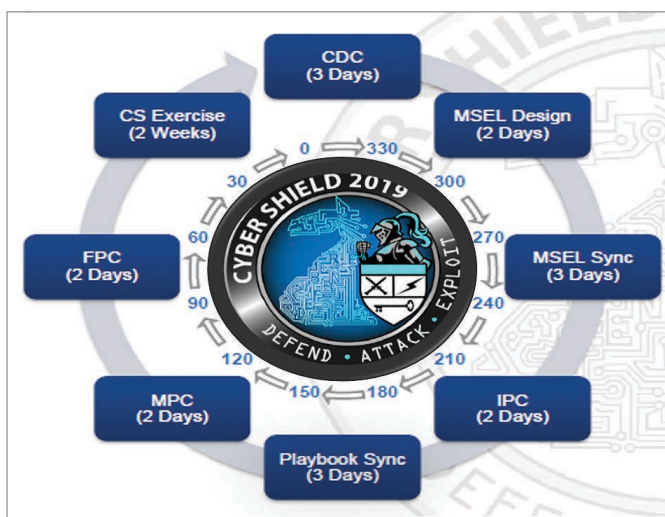 CDC
(3 Days)
MSEL Design
(2 Days)
MSEL Sync
(3 Days)
IPC
(2 Days)
Playbook Sync
(3 Days)
MPC
(2 Days)
FPC
(2 Days)
CS Exercise
(2 Weeks)
0
330
300
270
240
210
180
150
120
90
60
30
CYBER SHIELD 2019
DEFEND • ATTACK • EXPLOIT